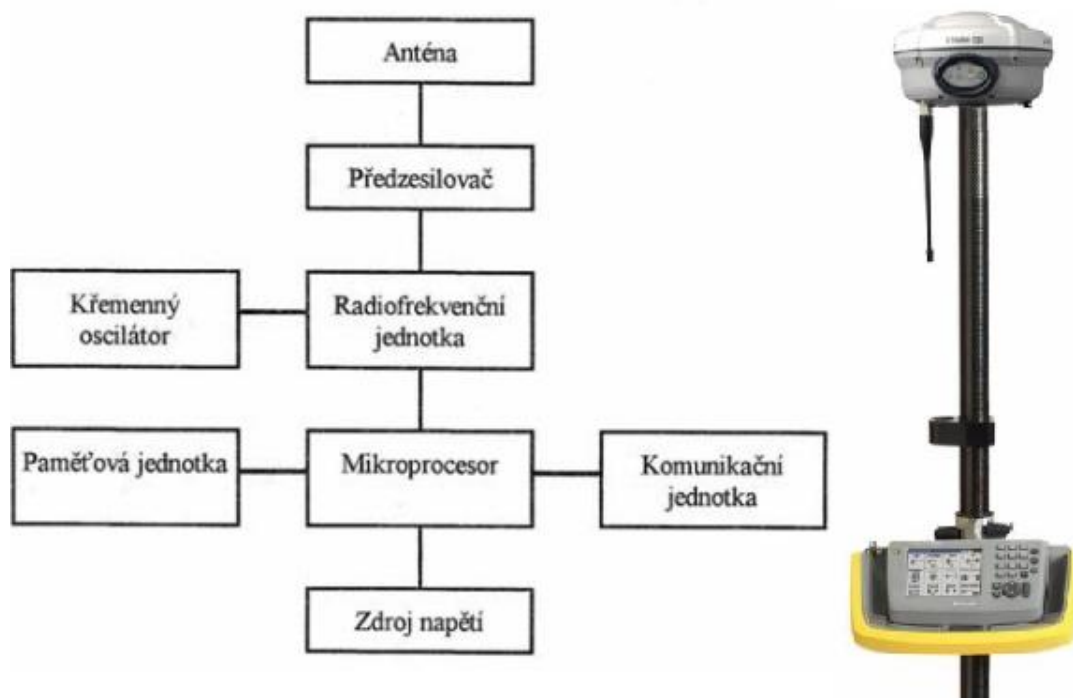 Anténa
Předzesilovač
Křemenný
oscilátor
Radiofrekvenční
jednotka
Paměťová jednotka
Mikroprocesor
Komunikační
jednotka
Zdroj napětí